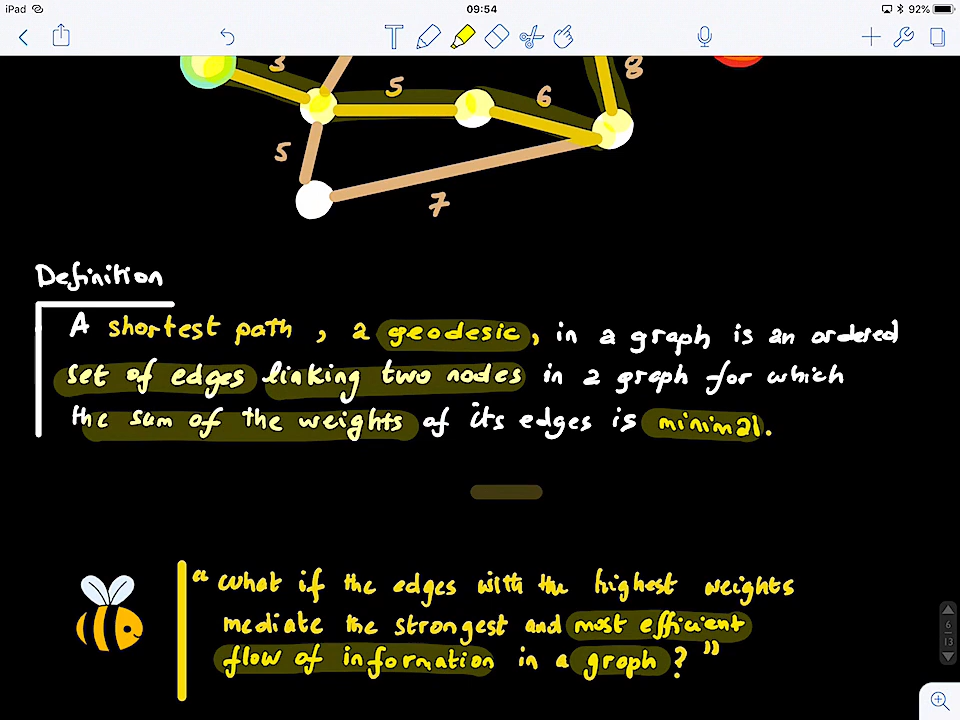 iPad
09:54
92%
3
5
6
8
5
7
Definition
A shortest path, a geodesic, in a graph is an ordered
set of edges linking two nodes in a graph for which
the sum of the weights of its edges is minimal.
"What if the edges with the highest weights
mediate the strongest and most efficient
flow of information in a graph?"
6
13